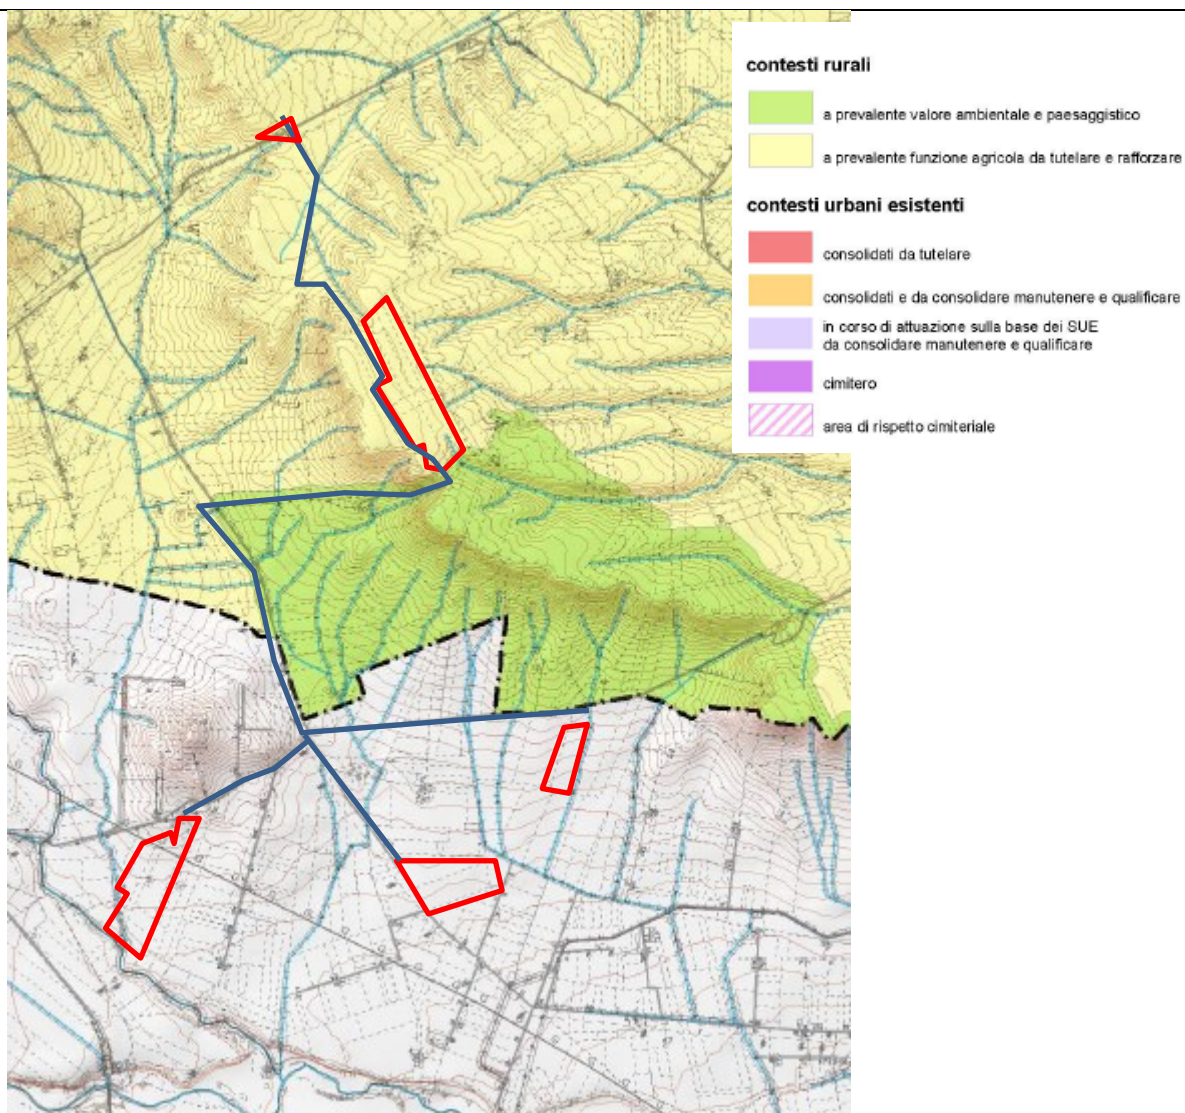 contesti rurali
a prevalente valore ambientale e paesaggistico
a prevalente funzione agricola da tutelare e rafforzare
contesti urbani esistenti
consolidati da tutelare
consolidati e da consolidare manutenere e qualificare
in corso di attuazione sulla base dei SUE
da consolidare manutenere e qualificare
cimitero
area di rispetto cimiteriale